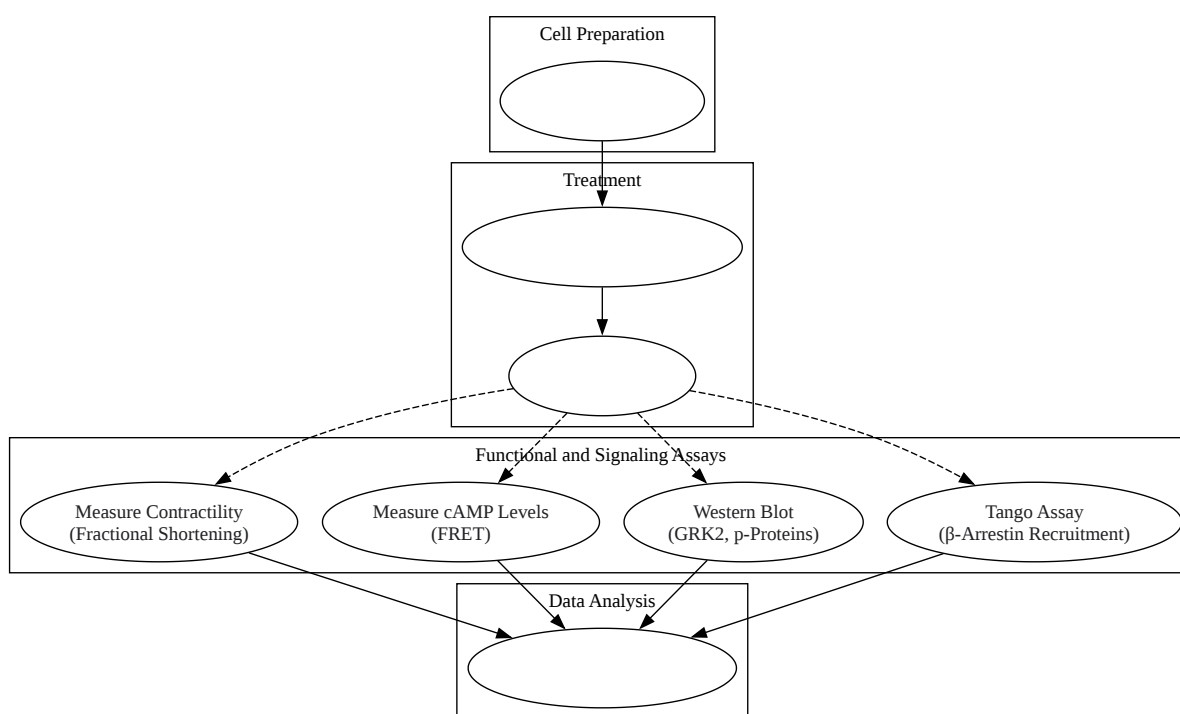 Cell Preparation
Treatment
Functional and Signaling Assays
Measure Contractility
(Fractional Shortening)
Measure cAMP Levels
(FRET)
Western Blot
(GRK2, p-Proteins)
Tango Assay
(β-Arrestin Recruitment)
Data Analysis